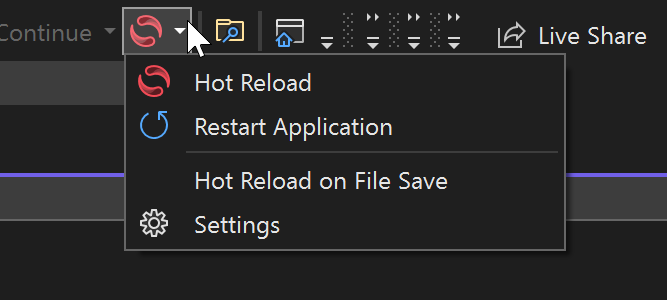 Continue
Live Share
Hot Reload
Restart Application
Hot Reload on File Save
Settings